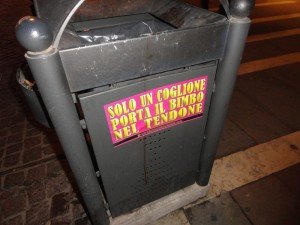 SOLO UN COGLIONE
PORTA IL BIMBO
NEL TENDONE